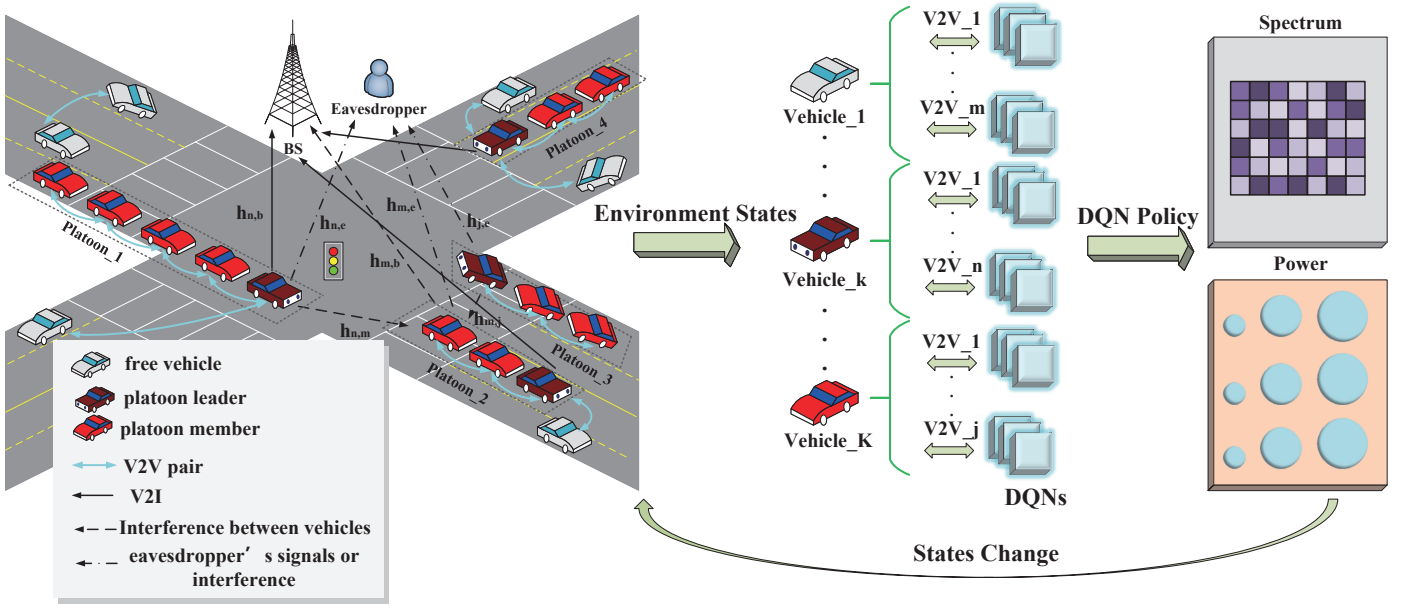 Eavesdropper
BS
Platoon_4
Platoon_1
h_{n,b}
h_{n,e}
h_{m,e}
h_{j,e}
h_{m,b}
h_{n,m}
h_{m,j}
Platoon_3
Platoon_2
free vehicle
platoon leader
platoon member
V2V pair
V2I
Interference between vehicles
eavesdropper's signals or
interference
Environment States
Vehicle_1
Vehicle_k
Vehicle_K
V2V_1
V2V_m
V2V_1
V2V_n
V2V_1
V2V_j
DQNs
DQN Policy
Spectrum
Power
States Change